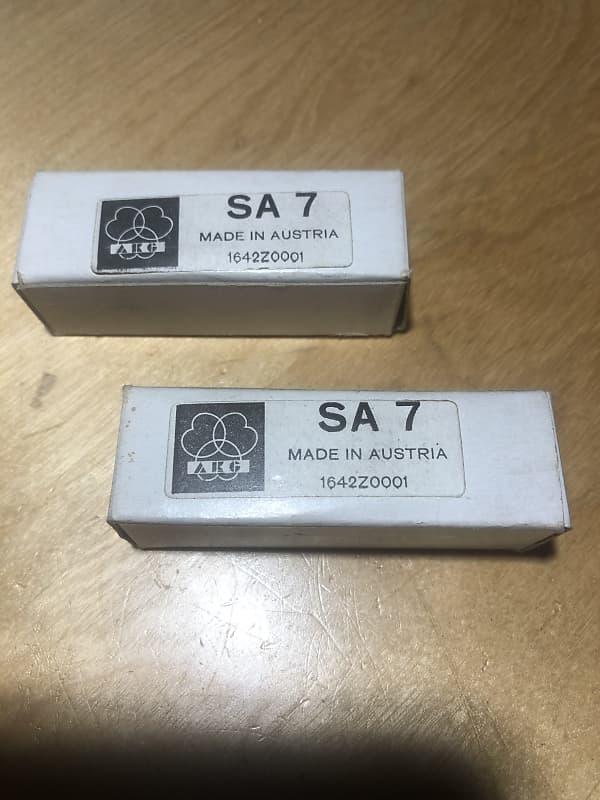 SA 7
AKG
MADE IN AUSTRIA
1642Z0001
SA 7
AKG
MADE IN AUSTRIA
1642Z0001